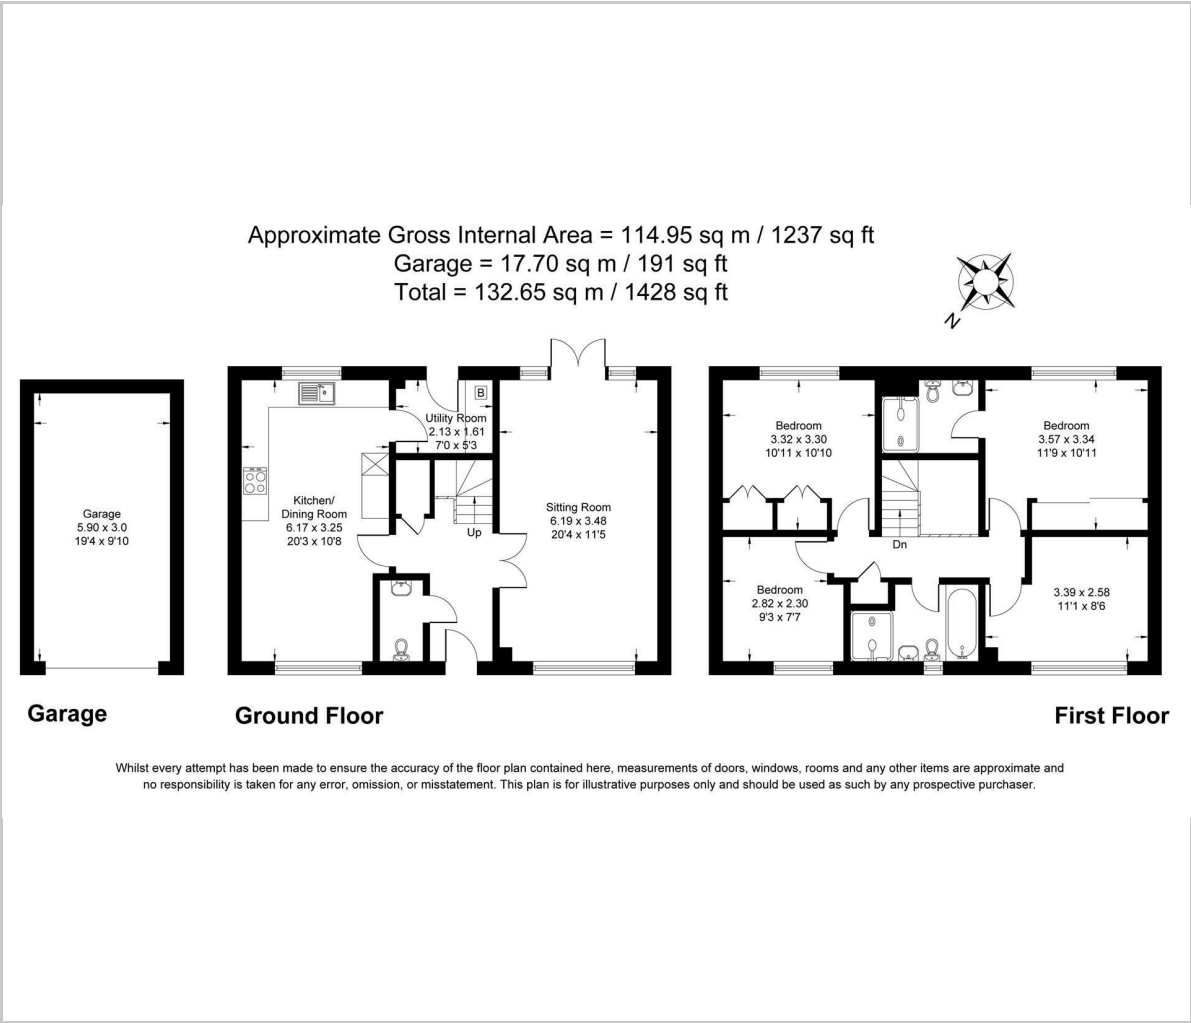 Approximate Gross Internal Area = 114.95 sq m / 1237 sq ft
Garage = 17.70 sq m / 191 sq ft
Total = 132.65 sq m / 1428 sq ft
N
Garage
5.90 x 3.0
19'4 x 9'10
Kitchen/
Dining Room
6.17 x 3.25
20'3 x 10'8
Utility Room
2.13 x 1.61
7'0 x 5'3
B
Up
Sitting Room
6.19 x 3.48
20'4 x 11'5
Bedroom
3.32 x 3.30
10'11 x 10'10
Bedroom
3.57 x 3.34
11'9 x 10'11
Dn
Bedroom
2.82 x 2.30
9'3 x 7'7
3.39 x 2.58
11'1 x 8'6
Garage
Ground Floor
First Floor
Whilst every attempt has been made to ensure the accuracy of the floor plan contained here, measurements of doors, windows, rooms and any other items are approximate and
no responsibility is taken for any error, omission, or misstatement. This plan is for illustrative purposes only and should be used as such by any prospective purchaser.